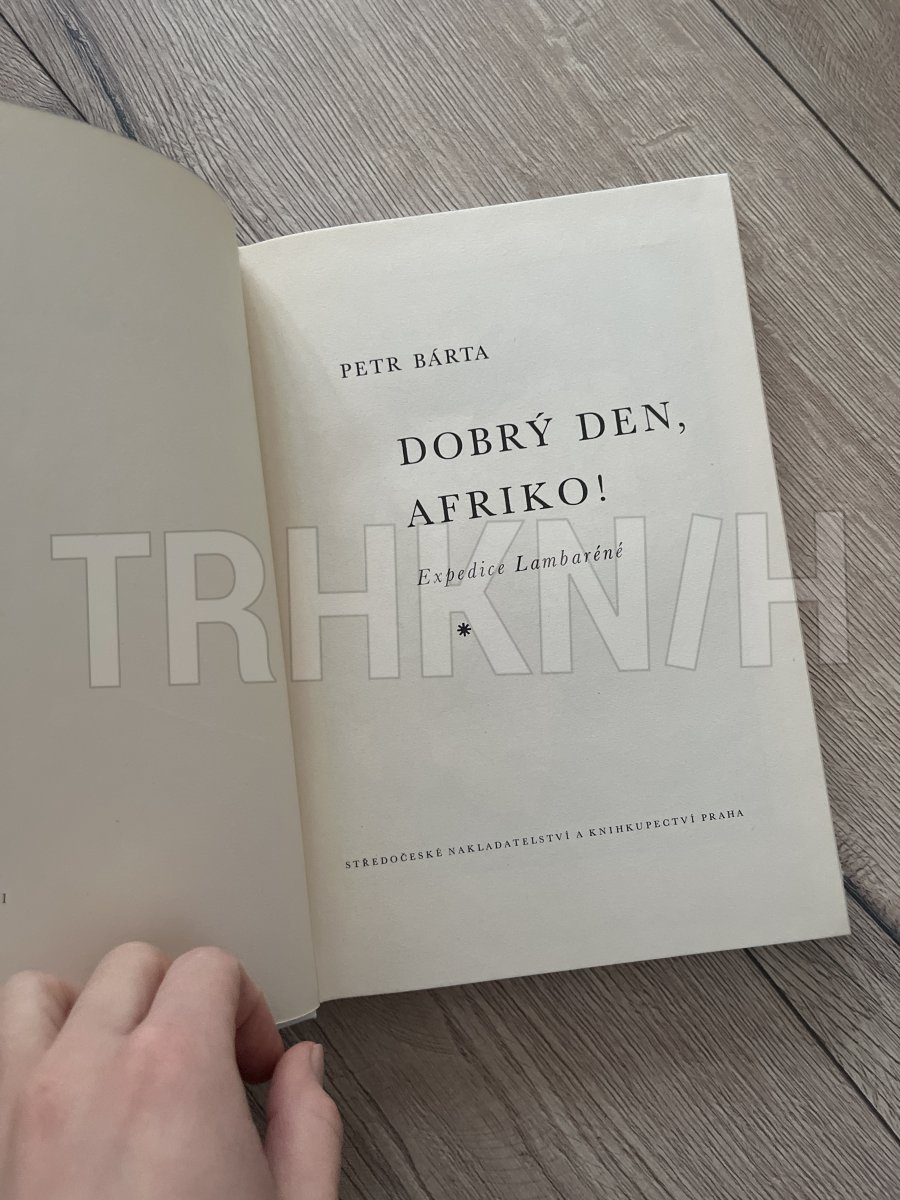 PETR BÁRTA
DOBRÝ DEN,
AFRIKO!
Expedice Lambaréné
*
STŘEDOČESKÉ NAKLADATELSTVÍ A KNIHKUPECTVÍ PRAHA
TRHKNIH